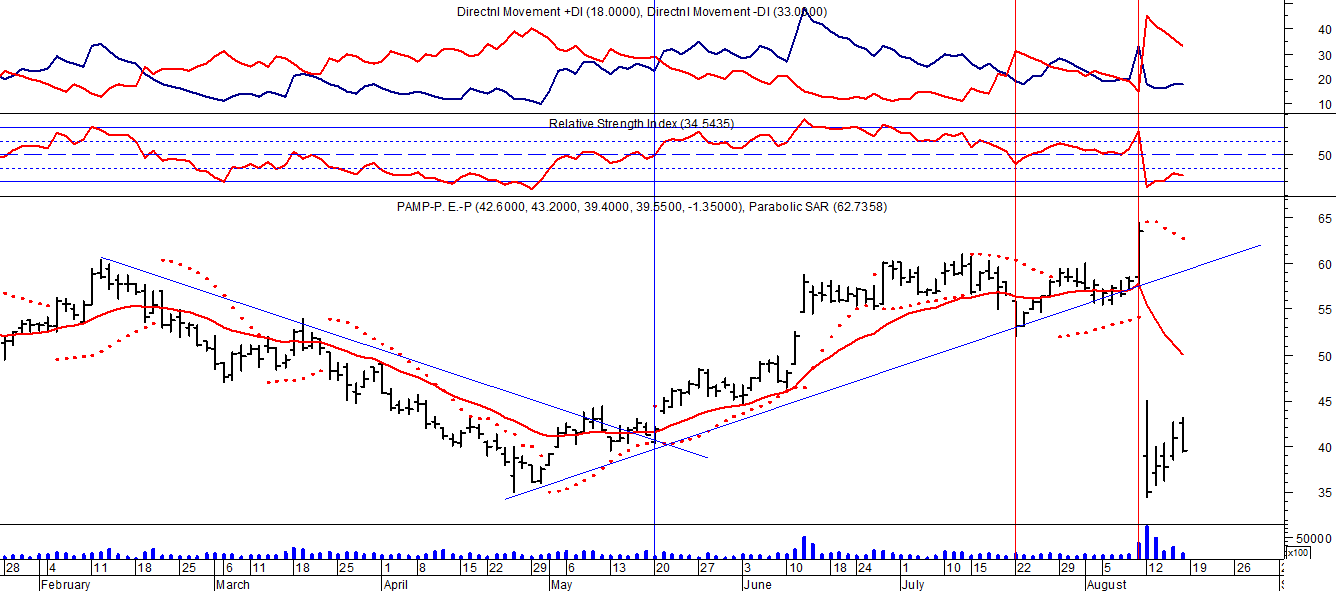 Directnl Movement +DI (18.0000), Directnl Movement -DI (33.0000)
40
30
20
10
Relative Strength Index (34.5435)
50
PAMP-P. E.-P (42.6000, 43.2000, 39.4000, 39.5500, -1.35000), Parabolic SAR (62.7358)
65
60
55
50
45
40
35
50000
x100
28 4 11 18 25 6 11 18 25 1 8 15 22 29 6 13 20 27 3 10 18 24 1 10 15 22 29 5 12 19 26
February March April May June July August